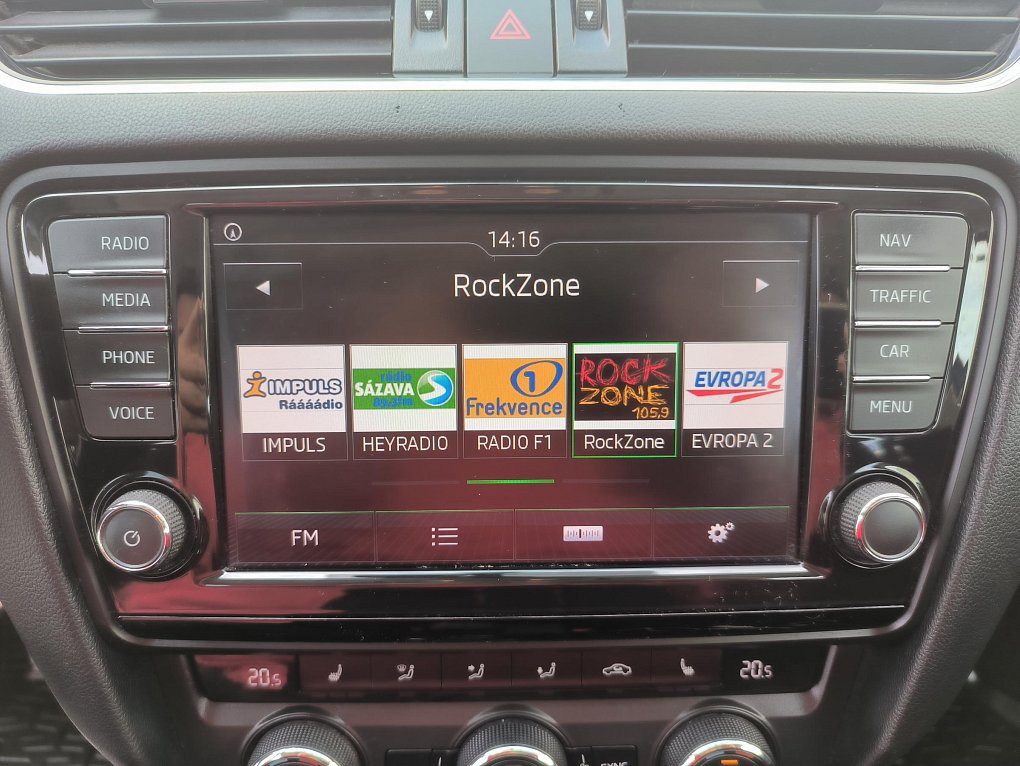 RADIO
MEDIA
PHONE
VOICE
14:16
RockZone
IMPULS
Ráááádio
IMPULS
rádio
SÁZAVA
HEYRADIO
1
Frekvence
RADIO F1
ROCK
ZONE
105,9
RockZone
EVROPA 2
EVROPA 2
FM
NAV
TRAFFIC
CAR
MENU
20.5
20.5
SYNC